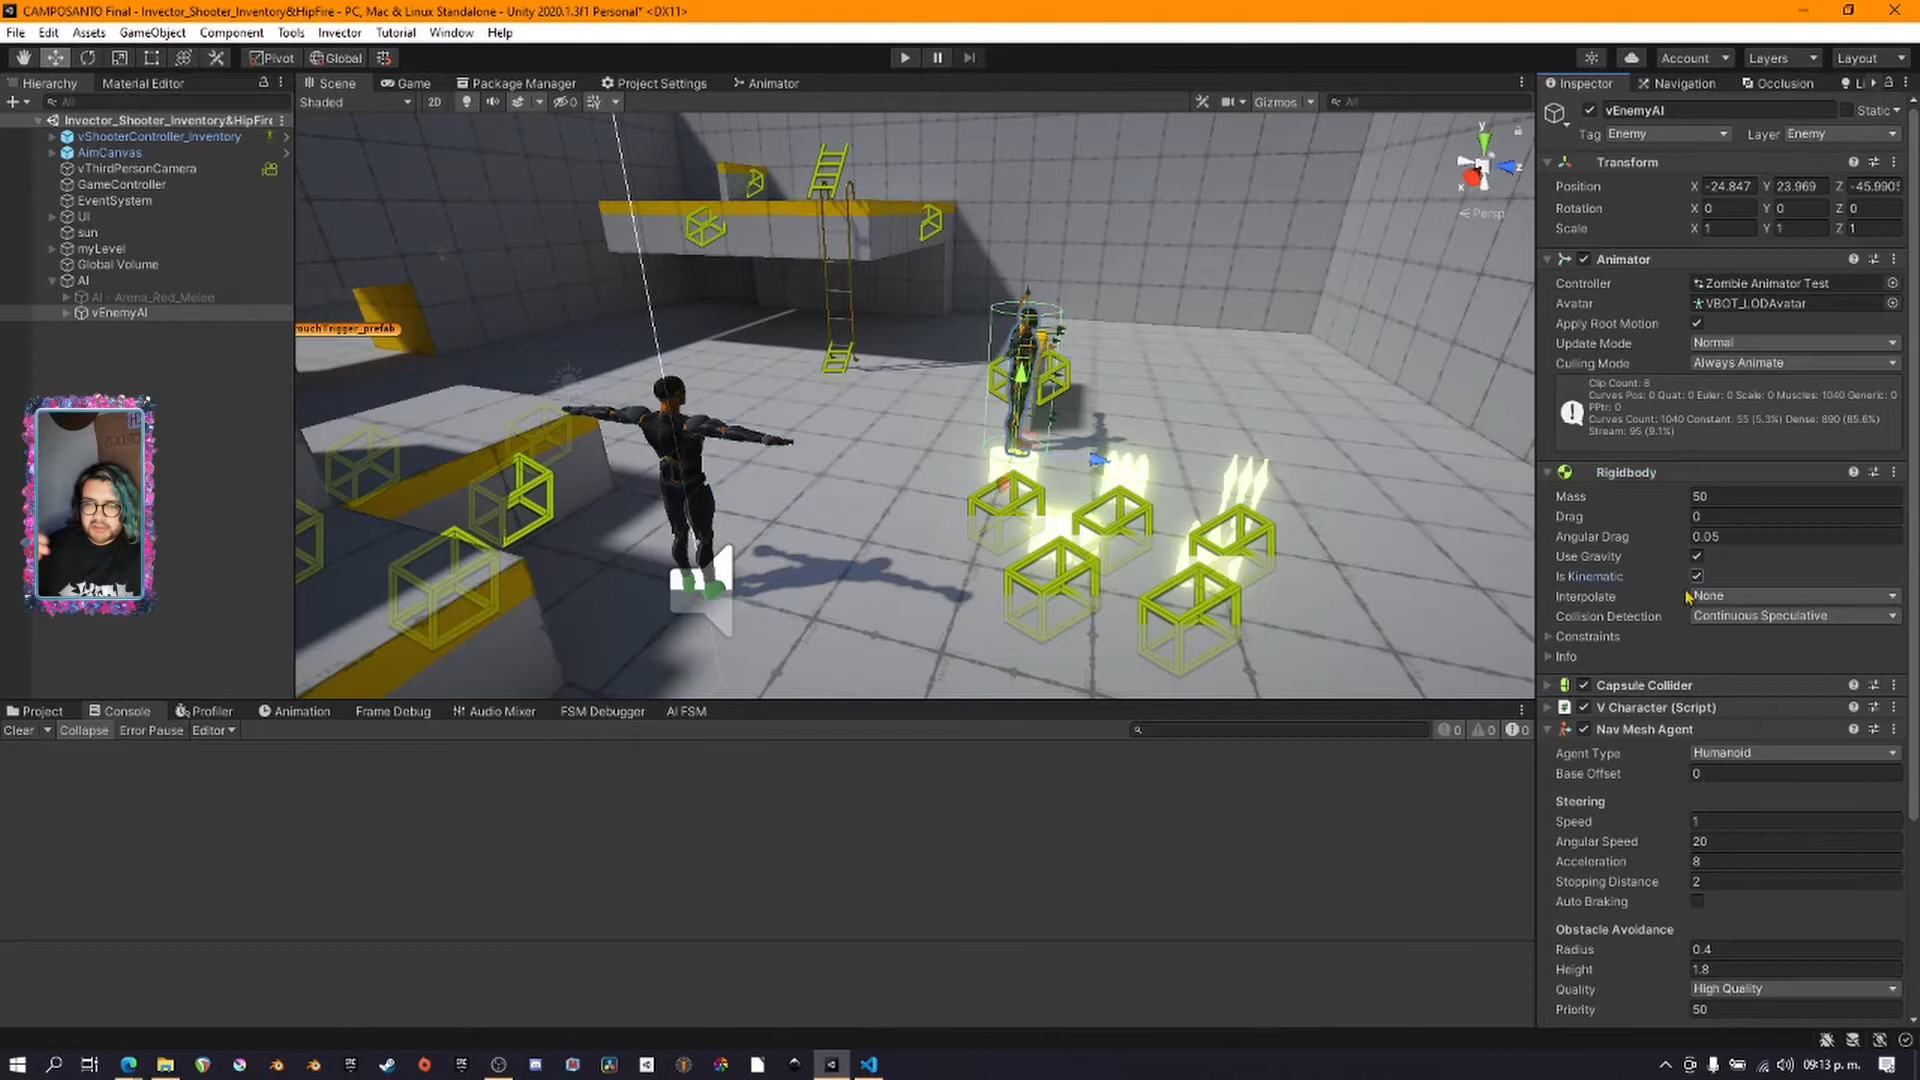 CAMPOSANTO Final - Invector_Shooter_Inventory&HipFire - PC, Mac & Linux Standalone - Unity 2020.1.3f1 Personal* <DX11>
File Edit Assets GameObject Component Tools Invector Tutorial Window Help
Pivot Global Account Layers Layout
Hierarchy Material Editor Scene Game Package Manager Project Settings Animator Inspector Navigation Occlusion Li
All Shaded 2D 0 Gizmos All
vEnemyAI Static
Tag Enemy Layer Enemy
Invector_Shooter_Inventory&HipFire
vShooterController_Inventory
AimCanvas
vThirdPersonCamera
GameController
EventSystem
UI
sun
myLevel
Global Volume
AI
AI - Arena_Red_Melee
vEnemyAI
y
z
x
Persp
Transform
Position X -24.847 Y 23.969 Z -45.990
Rotation X 0 Y 0 Z 0
Scale X 1 Y 1 Z 1
Animator
Controller Zombie Animator Test
Avatar VBOT_LODAvatar
Apply Root Motion
Update Mode Normal
Culling Mode Always Animate
Clip Count: 8
Curves Pos: 0 Quat: 0 Euler: 0 Scale: 0 Muscles: 1040 Generic: 0
PPtr: 0
Curves Count: 1040 Constant: 55 (5.3%) Dense: 890 (85.6%)
Stream: 95 (9.1%)
Rigidbody
Mass 50
Drag 0
Angular Drag 0.05
Use Gravity
Is Kinematic
Interpolate None
Collision Detection Continuous Speculative
Constraints
Info
Capsule Collider
V Character (Script)
Nav Mesh Agent
Agent Type Humanoid
Base Offset 0
Steering
Speed 1
Angular Speed 20
Acceleration 8
Stopping Distance 2
Auto Braking
Obstacle Avoidance
Radius 0.4
Height 1.8
Quality High Quality
Priority 50
Project Console Profiler Animation Frame Debug Audio Mixer FSM Debugger AI FSM
Clear Collapse Error Pause Editor 0 0 0
09:13 p. m.